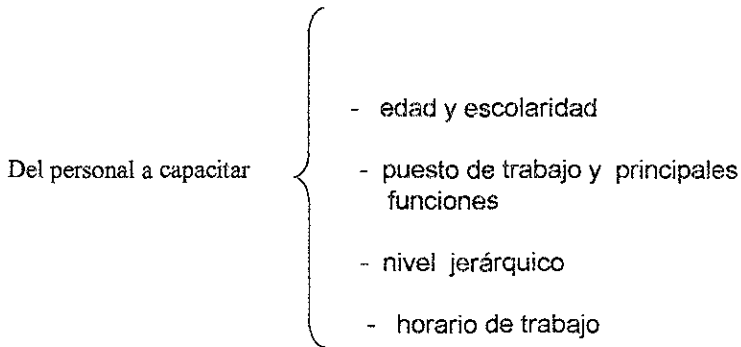 Del personal a capacitar
- edad y escolaridad
- puesto de trabajo y principales
funciones
- nivel jerárquico
- horario de trabajo